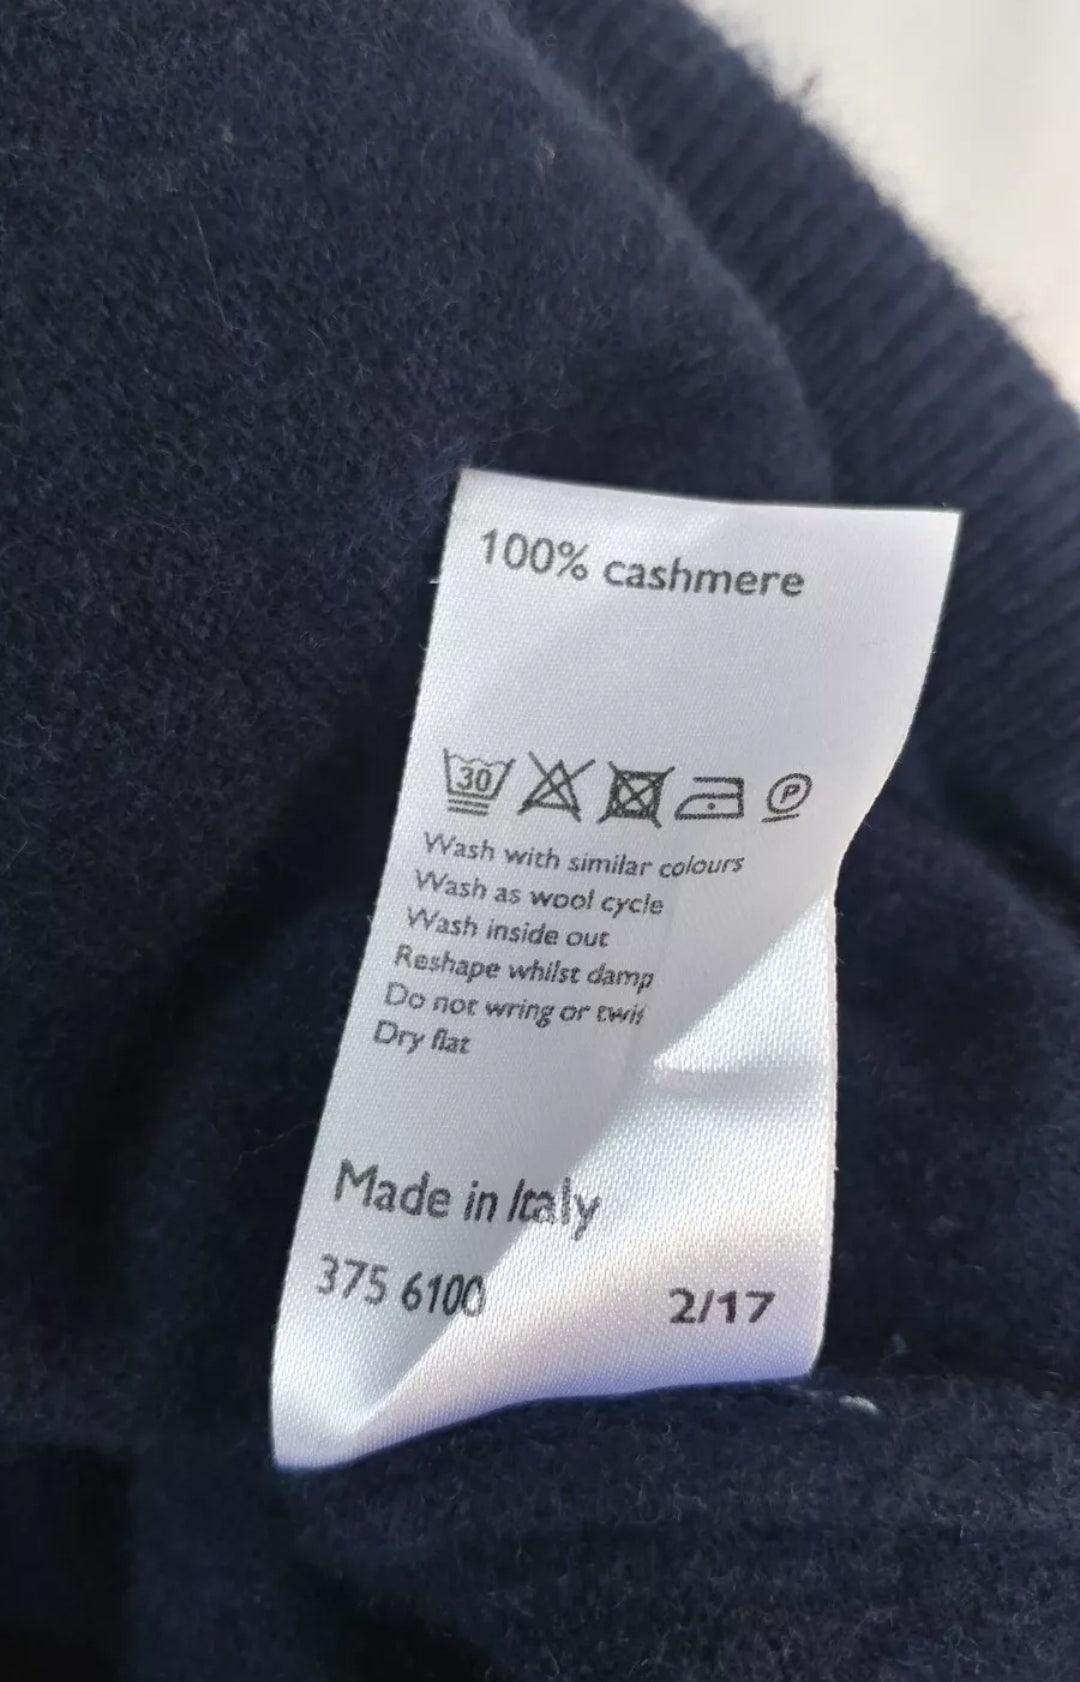 100% cashmere
30
P
Wash with similar colours
Wash as wool cycle
Wash inside out
Reshape whilst damp
Do not wring or
Dry flat
Made in Italy
375 6100
2/17